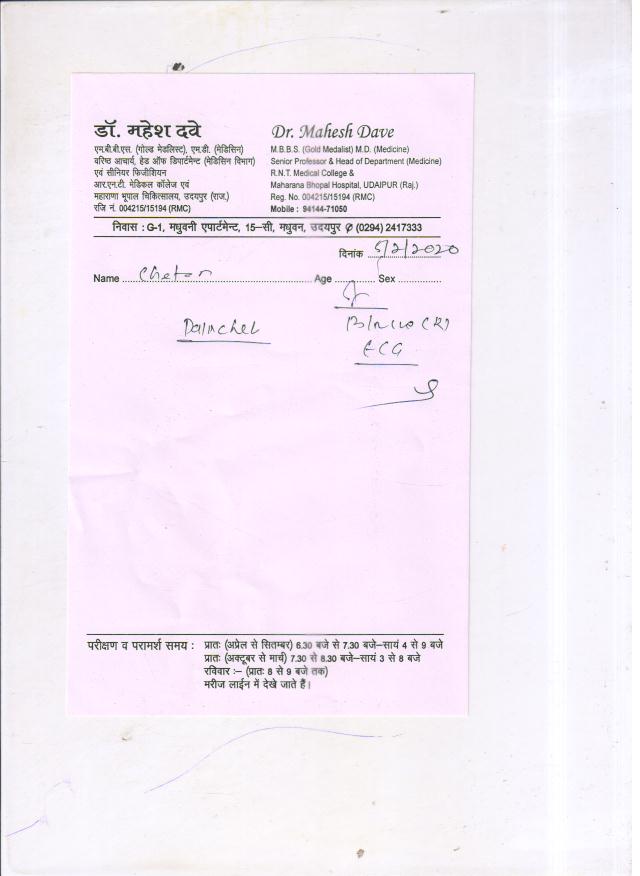 डॉ. महेश दवे
एम.बी.बी.एस. (गोल्ड मेडलिस्ट), एम.डी. (मेडिसिन)
वरिष्ठ आचार्य, हेड ऑफ डिपार्टमेन्ट (मेडिसिन विभाग)
एवं सीनियर फिजीशियन
आर.एन.टी. मेडिकल कॉलेज एवं
महाराणा भूपाल चिकित्सालय, उदयपुर (राज.)
रजि नं. 004215/15194 (RMC)
Dr. Mahesh Dave
M.B.B.S. (Gold Medalist) M.D. (Medicine)
Senior Professor & Head of Department (Medicine)
R.N.T. Medical College &
Maharana Bhopal Hospital, UDAIPUR (Raj.)
Reg. No. 004215/15194 (RMC)
Mobile : 94144-71050
निवास : G-1, मधुवनी एपार्टमेन्ट, 15-सी, मधुवन, उदयपुर ✆ (0294) 2417333
दिनांक 5/2/2020
Name Chetan Age Sex
ECG
परीक्षण व परामर्श समय : प्रातः (अप्रेल से सितम्बर) 6.30 बजे से 7.30 बजे-सायं 4 से 9 बजे
प्रातः (अक्टूबर से मार्च) 7.30 से 8.30 बजे-सायं 3 से 8 बजे
रविवार :- (प्रातः 8 से 9 बजे तक)
मरीज लाईन में देखे जाते हैं।